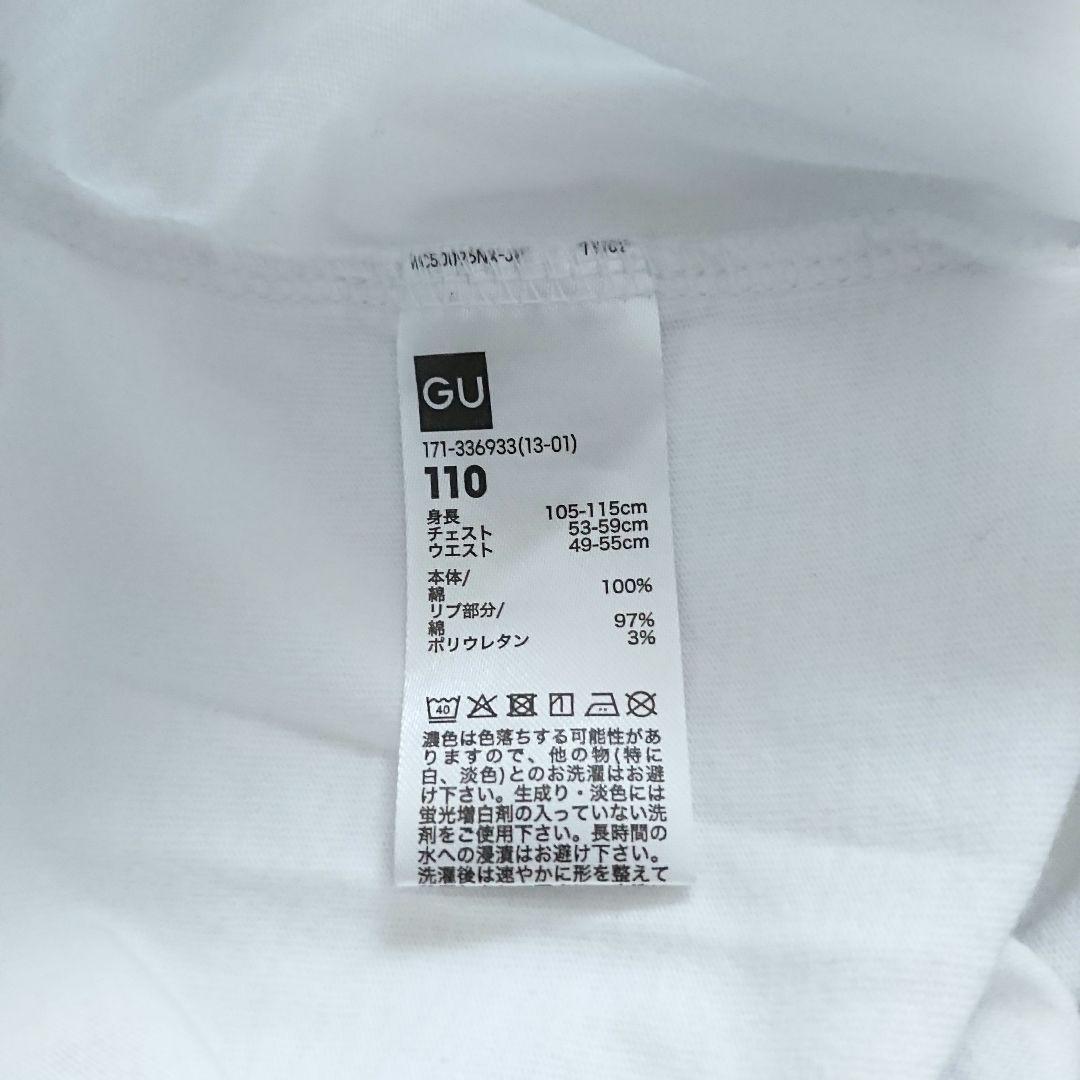 GU
171-336933(13-01)
110
身長 105-115cm
チェスト 53-59cm
ウエスト 49-55cm
本体/
綿 100%
リブ部分/
綿 97%
ポリウレタン 3%
40
濃色は色落ちする可能性があ
りますので、他の物(特に
白、淡色)とのお洗濯はお避
け下さい。生成り・淡色には
蛍光増白剤の入っていない洗
剤をご使用下さい。長時間の
水への浸漬はお避け下さい。
洗濯後は速やかに形を整えて